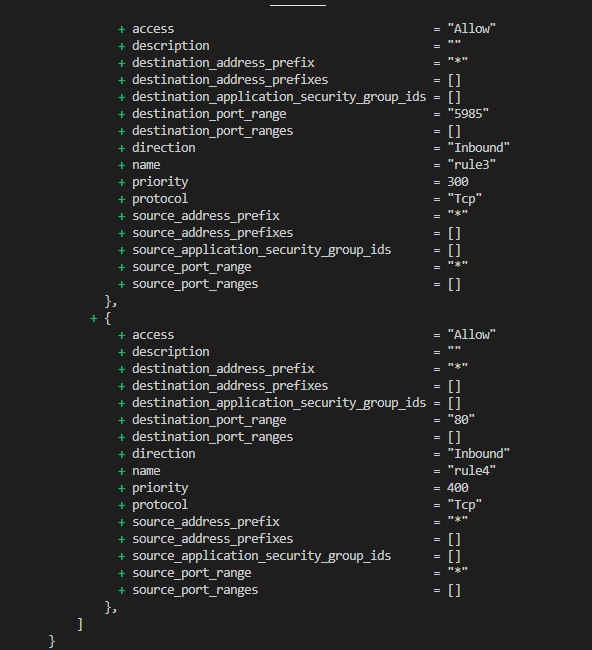 + access = "Allow"
+ description = ""
+ destination_address_prefix = "*"
+ destination_address_prefixes = []
+ destination_application_security_group_ids = []
+ destination_port_range = "5985"
+ destination_port_ranges = []
+ direction = "Inbound"
+ name = "rule3"
+ priority = 300
+ protocol = "Tcp"
+ source_address_prefix = "*"
+ source_address_prefixes = []
+ source_application_security_group_ids = []
+ source_port_range = "*"
+ source_port_ranges = []
},
+ {
+ access = "Allow"
+ description = ""
+ destination_address_prefix = "*"
+ destination_address_prefixes = []
+ destination_application_security_group_ids = []
+ destination_port_range = "80"
+ destination_port_ranges = []
+ direction = "Inbound"
+ name = "rule4"
+ priority = 400
+ protocol = "Tcp"
+ source_address_prefix = "*"
+ source_address_prefixes = []
+ source_application_security_group_ids = []
+ source_port_range = "*"
+ source_port_ranges = []
},
]
}